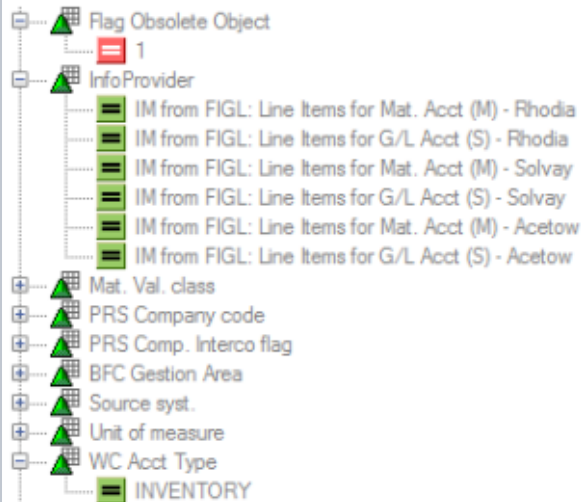 Flag Obsolete Object
1
InfoProvider
IM from FIGL: Line Items for Mat. Acct (M) - Rhodia
IM from FIGL: Line Items for G/L Acct (S) - Rhodia
IM from FIGL: Line Items for Mat. Acct (M) - Solvay
IM from FIGL: Line Items for G/L Acct (S) - Solvay
IM from FIGL: Line Items for Mat. Acct (M) - Acetow
IM from FIGL: Line Items for G/L Acct (S) - Acetow
Mat. Val. class
PRS Company code
PRS Comp. Interco flag
BFC Gestion Area
Source syst.
Unit of measure
WC Acct Type
INVENTORY